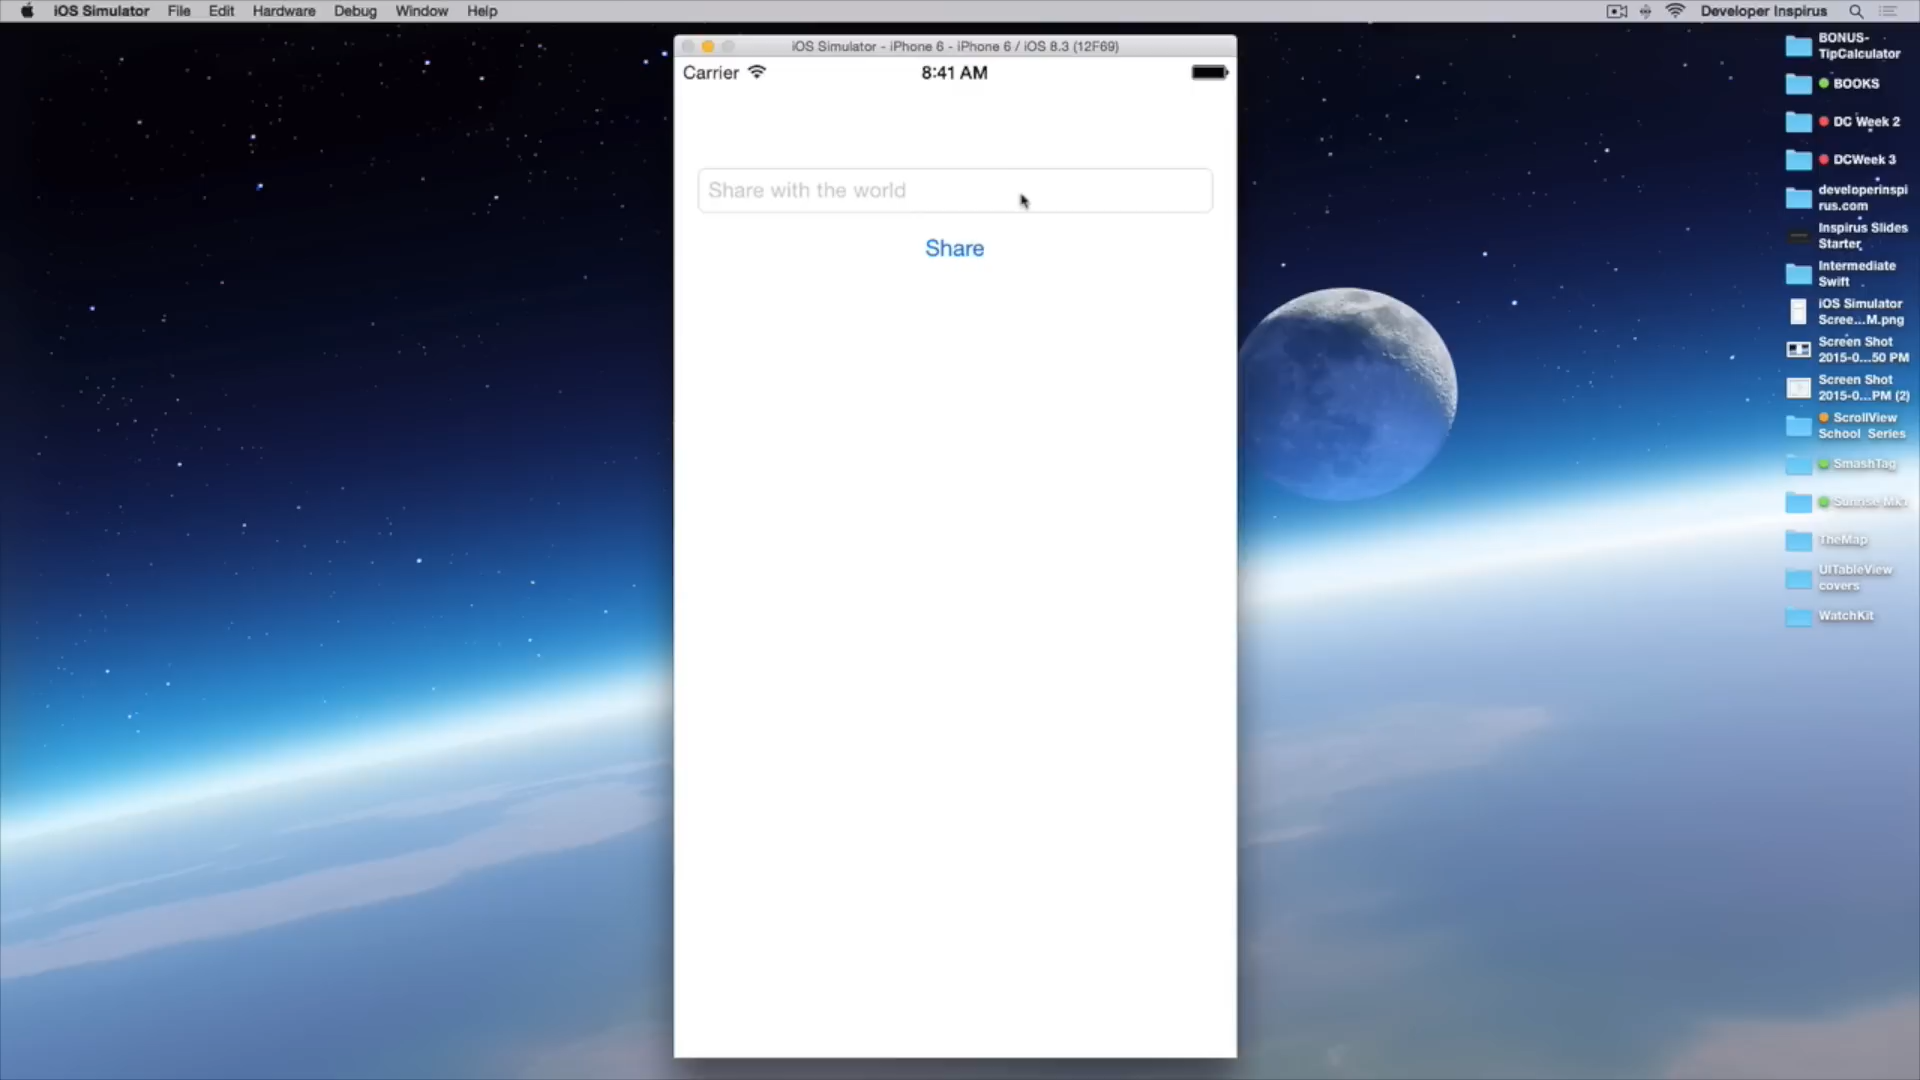 iOS Simulator File Edit Hardware Debug Window Help Developer Inspirus
iOS Simulator - iPhone 6 - iPhone 6 / iOS 8.3 (12F69)
Carrier 8:41 AM
Share with the world
Share
BONUS-
TipCalculator
BOOKS
DC Week 2
DCWeek 3
developerinspi
rus.com
Inspirus Slides
Starter
Intermediate
Swift
iOS Simulator
Scree...M.png
Screen Shot
2015-0...50 PM
Screen Shot
2015-0...PM (2)
ScrollView
School Series
SmashTag
Sunrise Mk1
TheMap
UITableView
covers
WatchKit